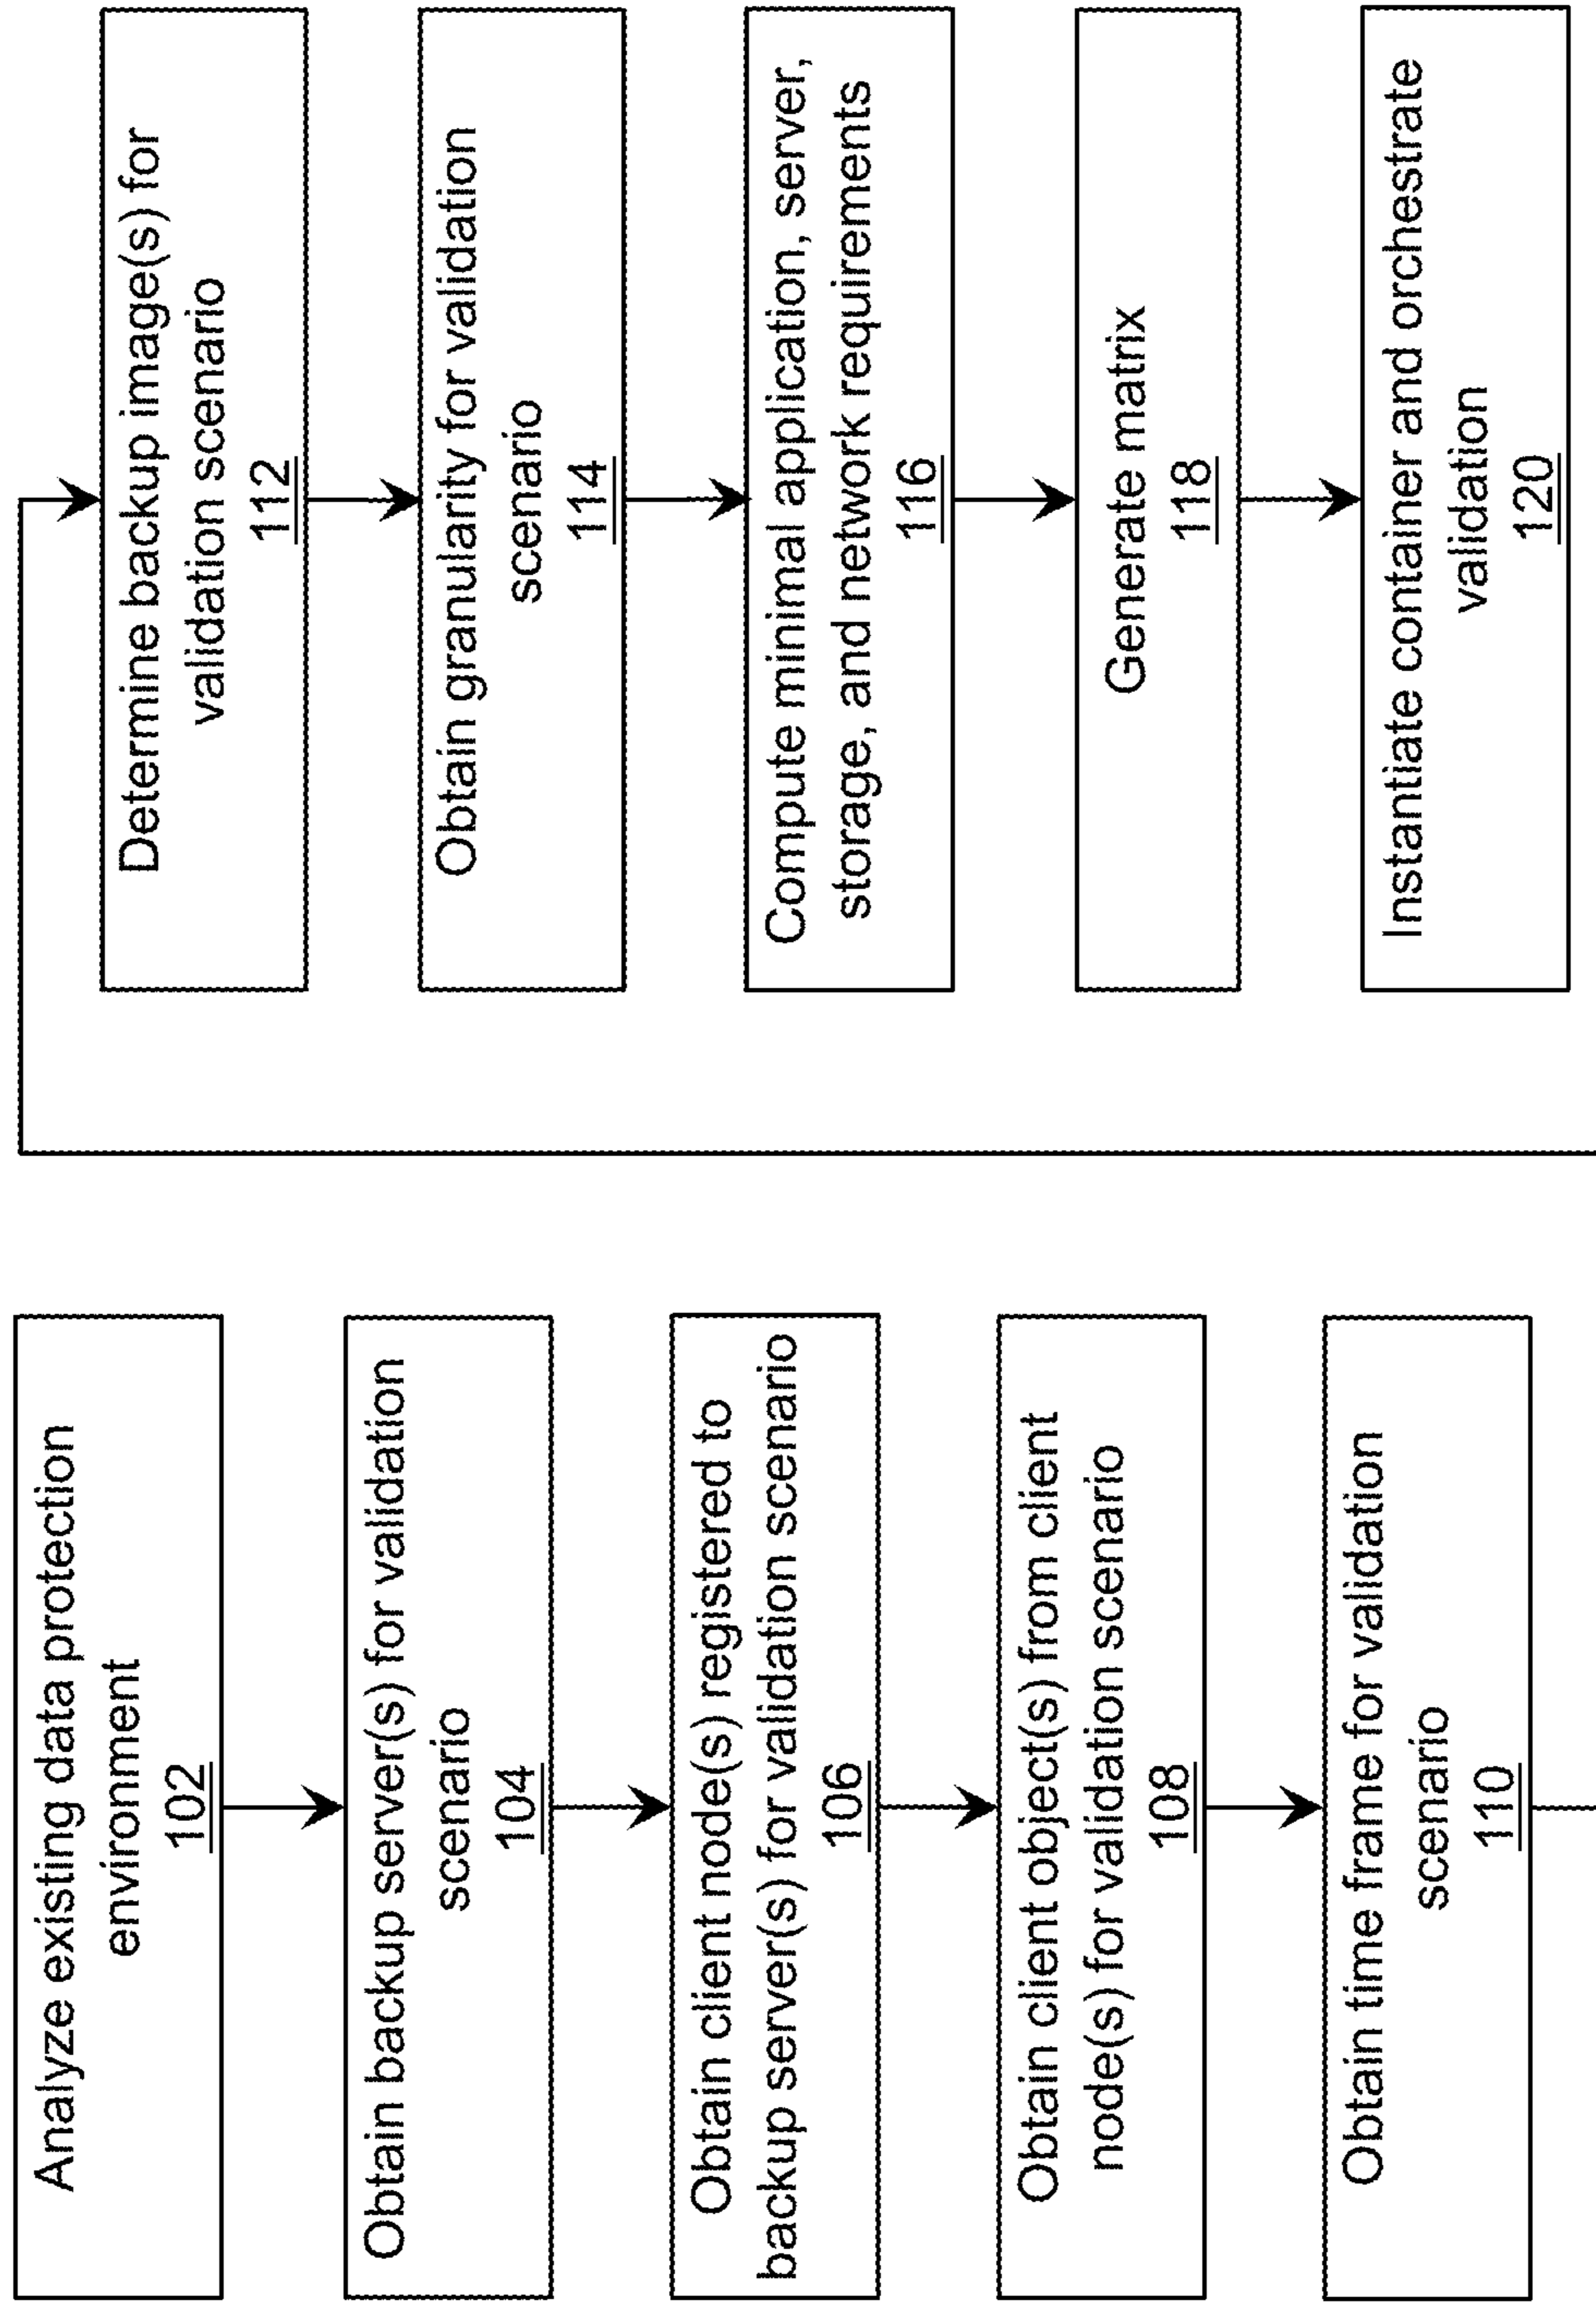 Analyze existing data protection
environment
102
Obtain backup server(s) for validation
scenario
104
Obtain client node(s) registered to
backup server(s) for validation scenario
106
Obtain client object(s) from client
node(s) for validation scenario
108
Obtain time frame for validation
scenario
110
Determine backup image(s) for
validation scenario
112
Obtain granularity for validation
scenario
114
Compute minimal application, server,
storage, and network requirements
116
Generate matrix
118
Instantiate container and orchestrate
validation
120